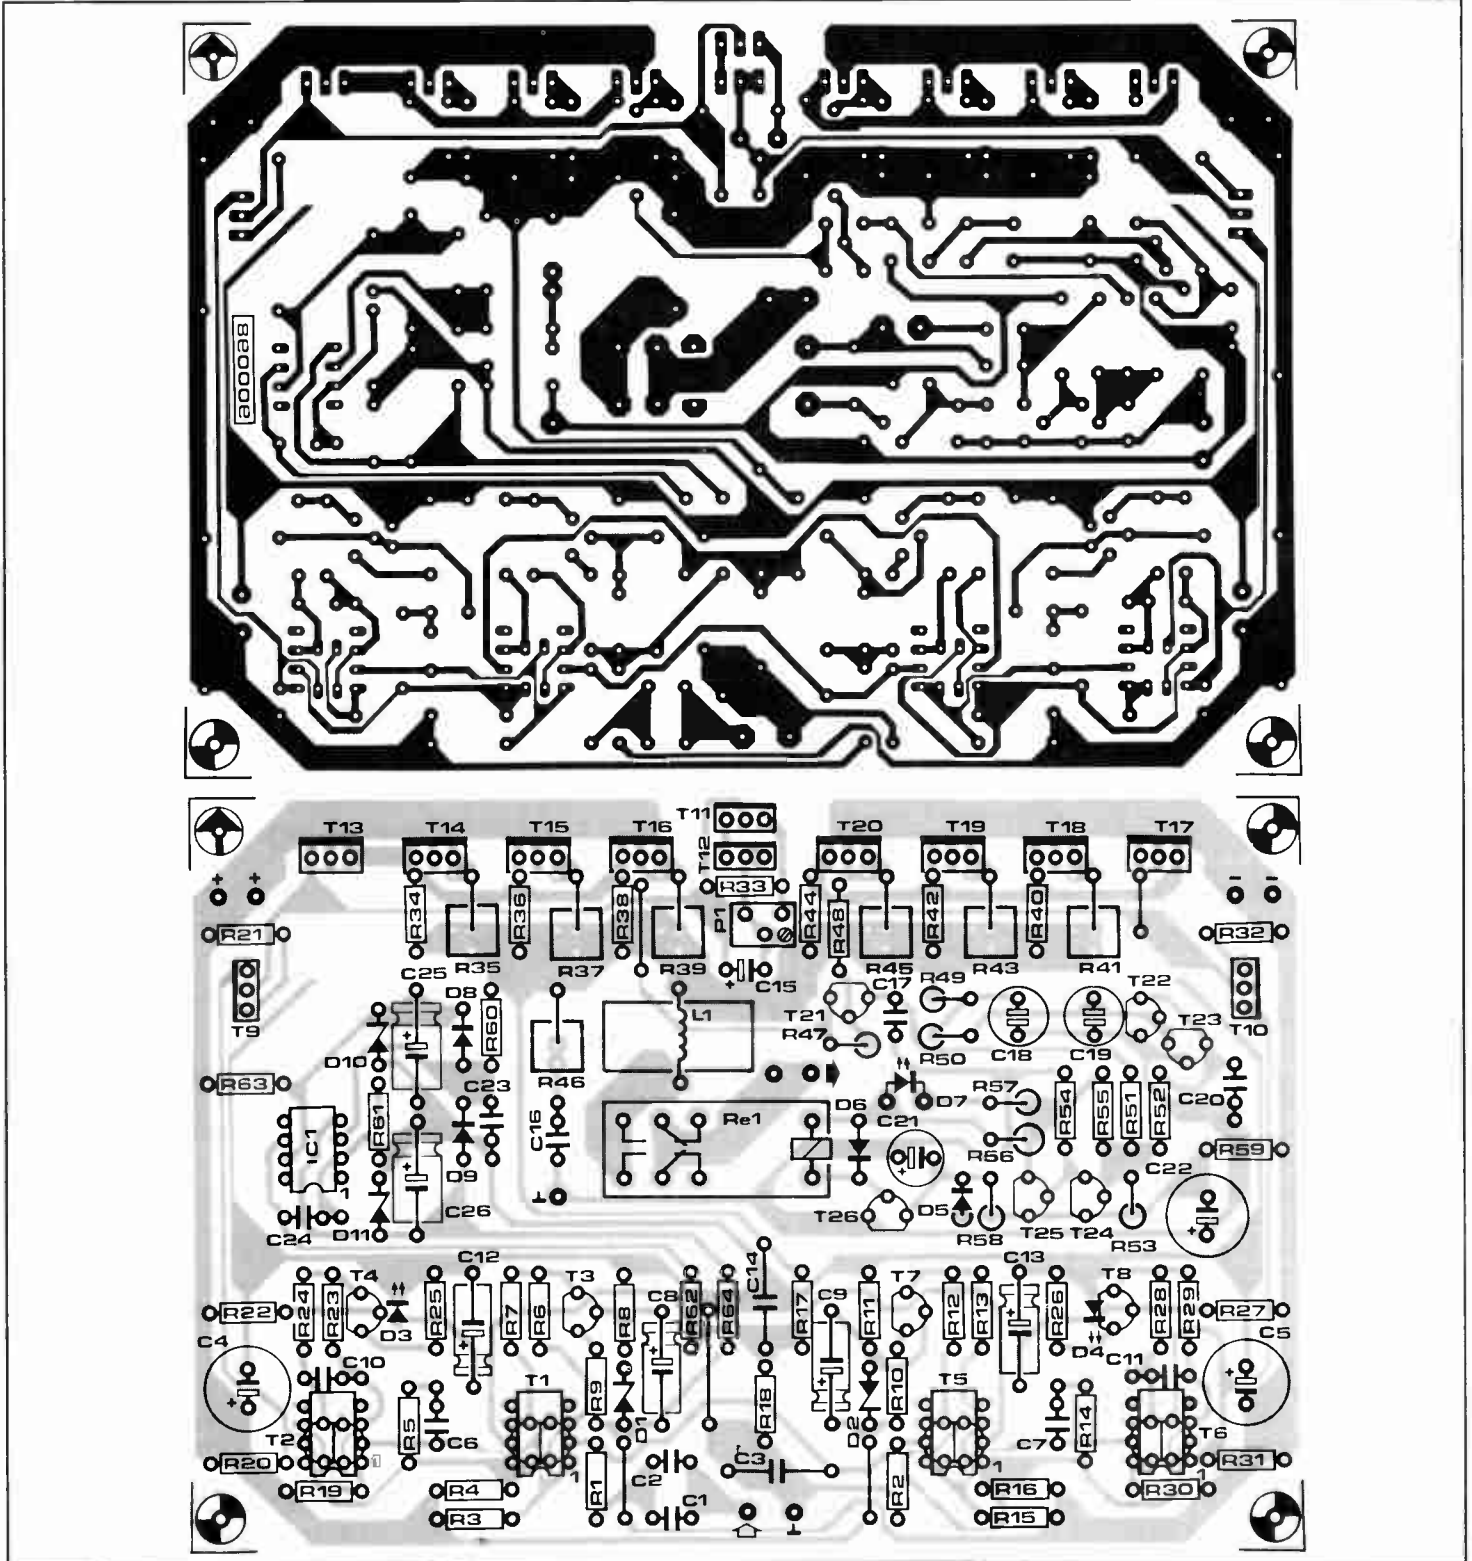 890008
T11
T13 T14 T15 T16 T20 T19 T18 T17
T12
+ + R33 - -
R34 R36 R38 P1 R44 R48 R42 R40
R21 R32
C25 R35 R37 R39 + C15 R45 R49 R43 R41
D8 C17 T22
T9 R60 L1 T21 T23 T10
D10 R47 R50 C18 C19
R63 C23 R46 R57 R54 R55 R51 R52 C20
R61 C16 Re1 D6 D7
IC1 C21
D9 R56 R59
1 C26 ⊥ T26 D5 C22
C24 D11 R58 T25 T24 R53
C12 C14 C13
R24 R23 T4 R25 R7 R6 T3 R8 C8 R62 R64 R17 C9 R11 T7 R12 R13 R26 T8 R28 R29
R22 D3 R27
C4 D4 C5
C10 T1 R9 R18 R10 T5 C11
T2 R5 C6 D1 D2 C7 R14 T6
R20 1 1 C2 C3 1 1 R31
R19 R4 R1 R2 R16 R30
R3 C1 ⊥ R15